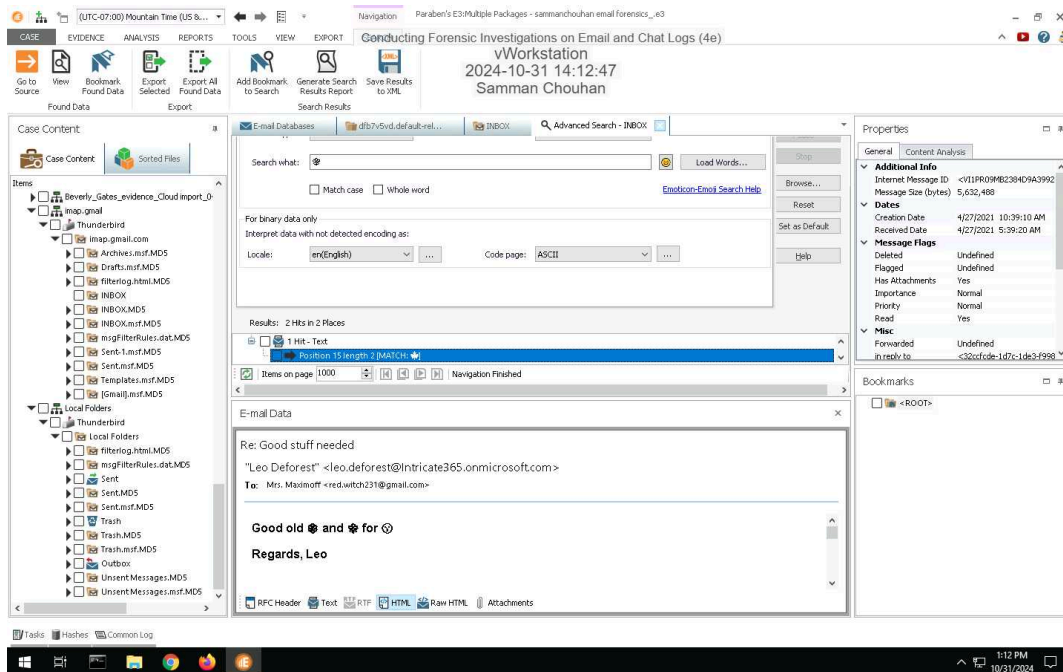 (UTC-07:00) Mountain Time (US &...
Navigation
Paraben's E3:Multiple Packages - sammanchouhan email forensics_.e3
CASE EVIDENCE ANALYSIS REPORTS TOOLS VIEW EXPORT
Conducting Forensic Investigations on Email and Chat Logs (4e)
vWorkstation
2024-10-31 14:12:47
Samman Chouhan
Go to Source
View
Bookmark Found Data
Export Selected
Export All Found Data
Add Bookmark to Search
Generate Search Results Report
Save Results to XML
Found Data
Export
Search Results
Case Content
Case Content
Sorted Files
Items
Beverly_Gates_evidence_Cloud import_0
imap.gmail
Thunderbird
imap.gmail.com
Archives.msf.MD5
Drafts.msf.MD5
filterlog.html.MD5
INBOX
INBOX.MD5
INBOX.msf.MD5
msgFilterRules.dat.MD5
Sent-1.msf.MD5
Sent.msf.MD5
Templates.msf.MD5
[Gmail].msf.MD5
Local Folders
Thunderbird
Local Folders
filterlog.html.MD5
msgFilterRules.dat.MD5
Sent
Sent.MD5
Sent.msf.MD5
Trash
Trash.MD5
Trash.msf.MD5
Outbox
Unsent Messages.MD5
Unsent Messages.msf.MD5
E-mail Databases
dfb7v5vd.default-rel...
INBOX
Advanced Search - INBOX
Search what:
Load Words...
Match case
Whole word
Emoticon-Emoji Search Help
For binary data only
Interpret data with not detected encoding as:
Locale: en(English) ... Code page: ASCII ...
Stop
Browse...
Reset
Set as Default
Help
Results: 2 Hits in 2 Places
1 Hit - Text
Position 15 length 2 [MATCH: 🍁]
Items on page 1000
Navigation Finished
E-mail Data
Re: Good stuff needed
"Leo Deforest" <leo.deforest@Intricate365.onmicrosoft.com>
To: Mrs. Maximoff <red.witch231@gmail.com>
Good old and for
Regards, Leo
RFC Header Text RTF HTML Raw HTML Attachments
Properties
General Content Analysis
Additional Info
Internet Message ID <VI1PR09MB2384D9A3992
Message Size (bytes) 5,632,488
Dates
Creation Date 4/27/2021 10:39:10 AM
Received Date 4/27/2021 5:39:20 AM
Message Flags
Deleted Undefined
Flagged Undefined
Has Attachments Yes
Importance Normal
Priority Normal
Read Yes
Misc
Forwarded Undefined
in reply to <32ccfcde-1d7c-1de3-f998
Bookmarks
<ROOT>
Tasks Hashes Common Log
1:12 PM
10/31/2024